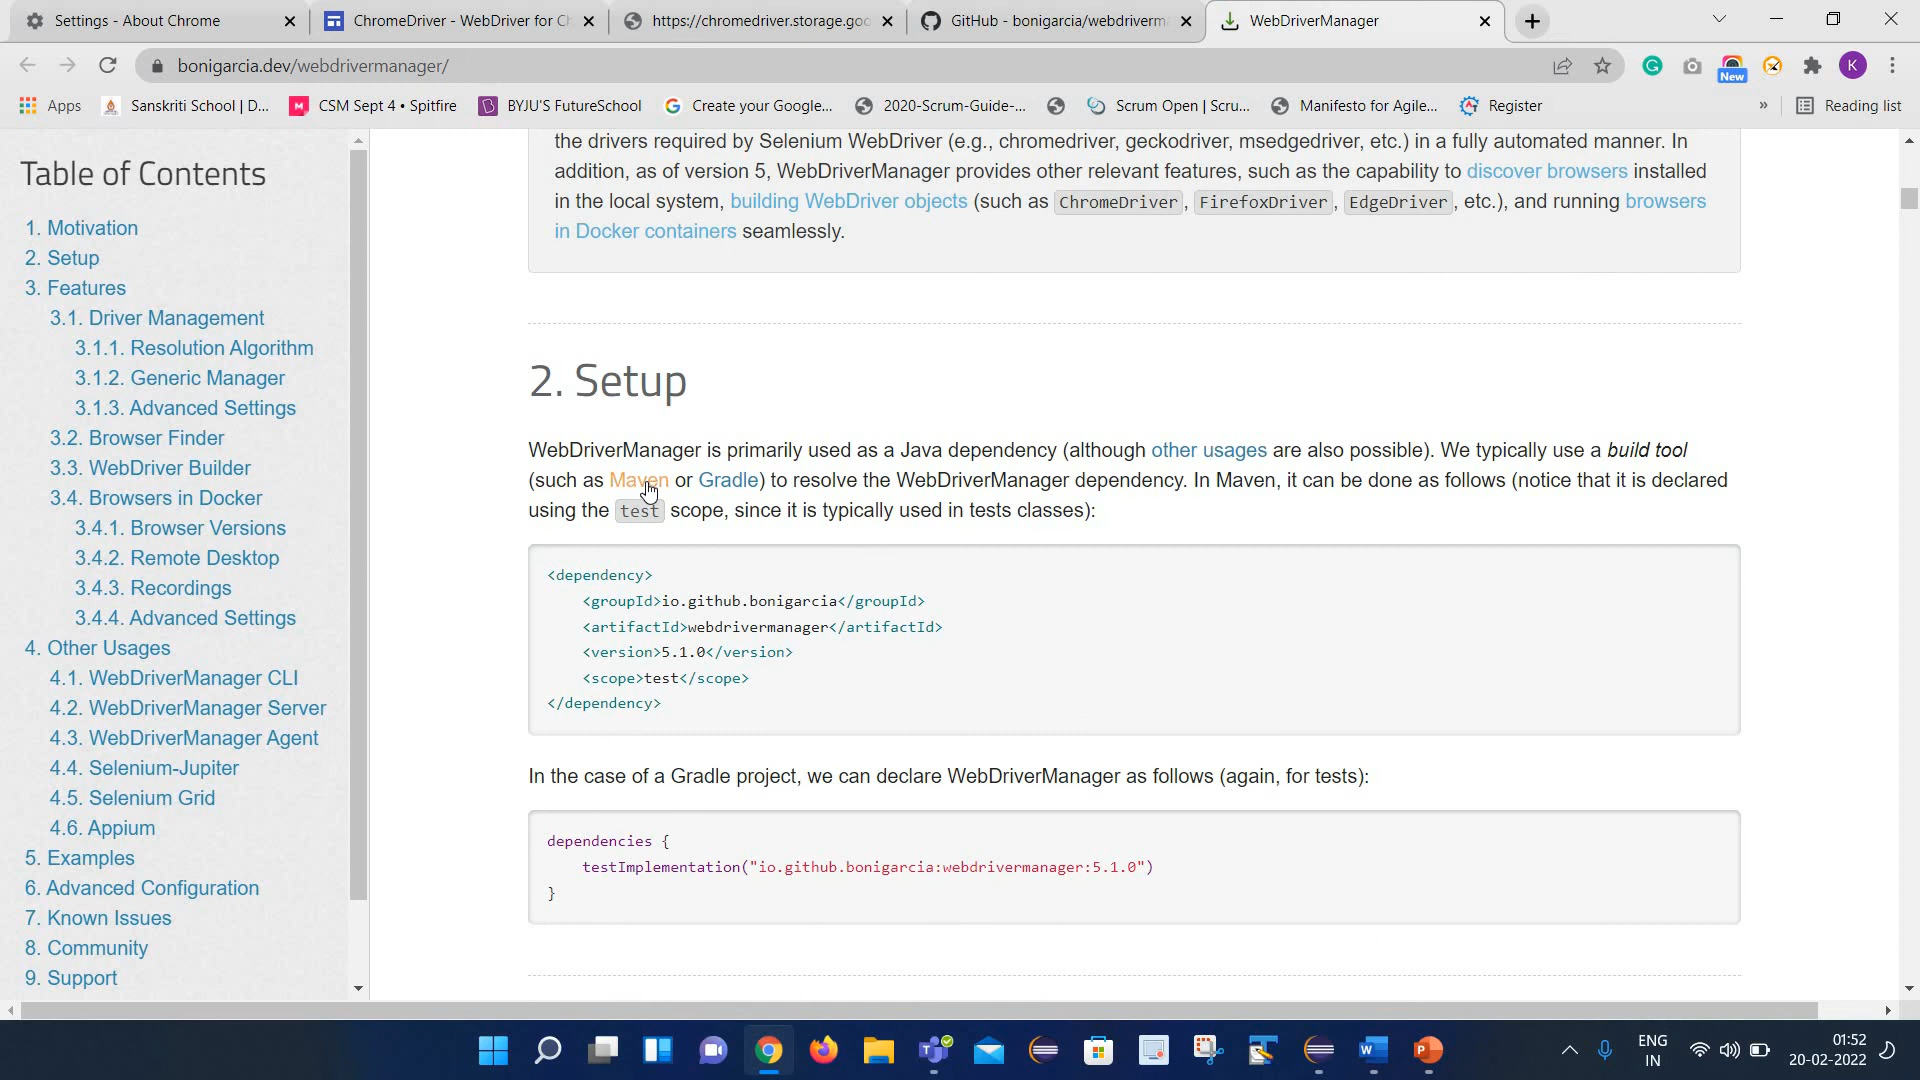 Settings - About Chrome
ChromeDriver - WebDriver for Ch
https://chromedriver.storage.goo
GitHub - bonigarcia/webdriverm
WebDriverManager
bonigarcia.dev/webdrivermanager/
New
K
Apps
Sanskriti School | D...
CSM Sept 4 • Spitfire
BYJU'S FutureSchool
Create your Google...
2020-Scrum-Guide-...
Scrum Open | Scru...
Manifesto for Agile...
Register
»
Reading list
Table of Contents
1. Motivation
2. Setup
3. Features
3.1. Driver Management
3.1.1. Resolution Algorithm
3.1.2. Generic Manager
3.1.3. Advanced Settings
3.2. Browser Finder
3.3. WebDriver Builder
3.4. Browsers in Docker
3.4.1. Browser Versions
3.4.2. Remote Desktop
3.4.3. Recordings
3.4.4. Advanced Settings
4. Other Usages
4.1. WebDriverManager CLI
4.2. WebDriverManager Server
4.3. WebDriverManager Agent
4.4. Selenium-Jupiter
4.5. Selenium Grid
4.6. Appium
5. Examples
6. Advanced Configuration
7. Known Issues
8. Community
9. Support
the drivers required by Selenium WebDriver (e.g., chromedriver, geckodriver, msedgedriver, etc.) in a fully automated manner. In
addition, as of version 5, WebDriverManager provides other relevant features, such as the capability to discover browsers installed
in the local system, building WebDriver objects (such as ChromeDriver, FirefoxDriver, EdgeDriver, etc.), and running browsers
in Docker containers seamlessly.
2. Setup
WebDriverManager is primarily used as a Java dependency (although other usages are also possible). We typically use a build tool
(such as Maven or Gradle) to resolve the WebDriverManager dependency. In Maven, it can be done as follows (notice that it is declared
using the test scope, since it is typically used in tests classes):
<dependency>
<groupId>io.github.bonigarcia</groupId>
<artifactId>webdrivermanager</artifactId>
<version>5.1.0</version>
<scope>test</scope>
</dependency>
In the case of a Gradle project, we can declare WebDriverManager as follows (again, for tests):
dependencies {
testImplementation("io.github.bonigarcia:webdrivermanager:5.1.0")
}
ENG
IN
01:52
20-02-2022